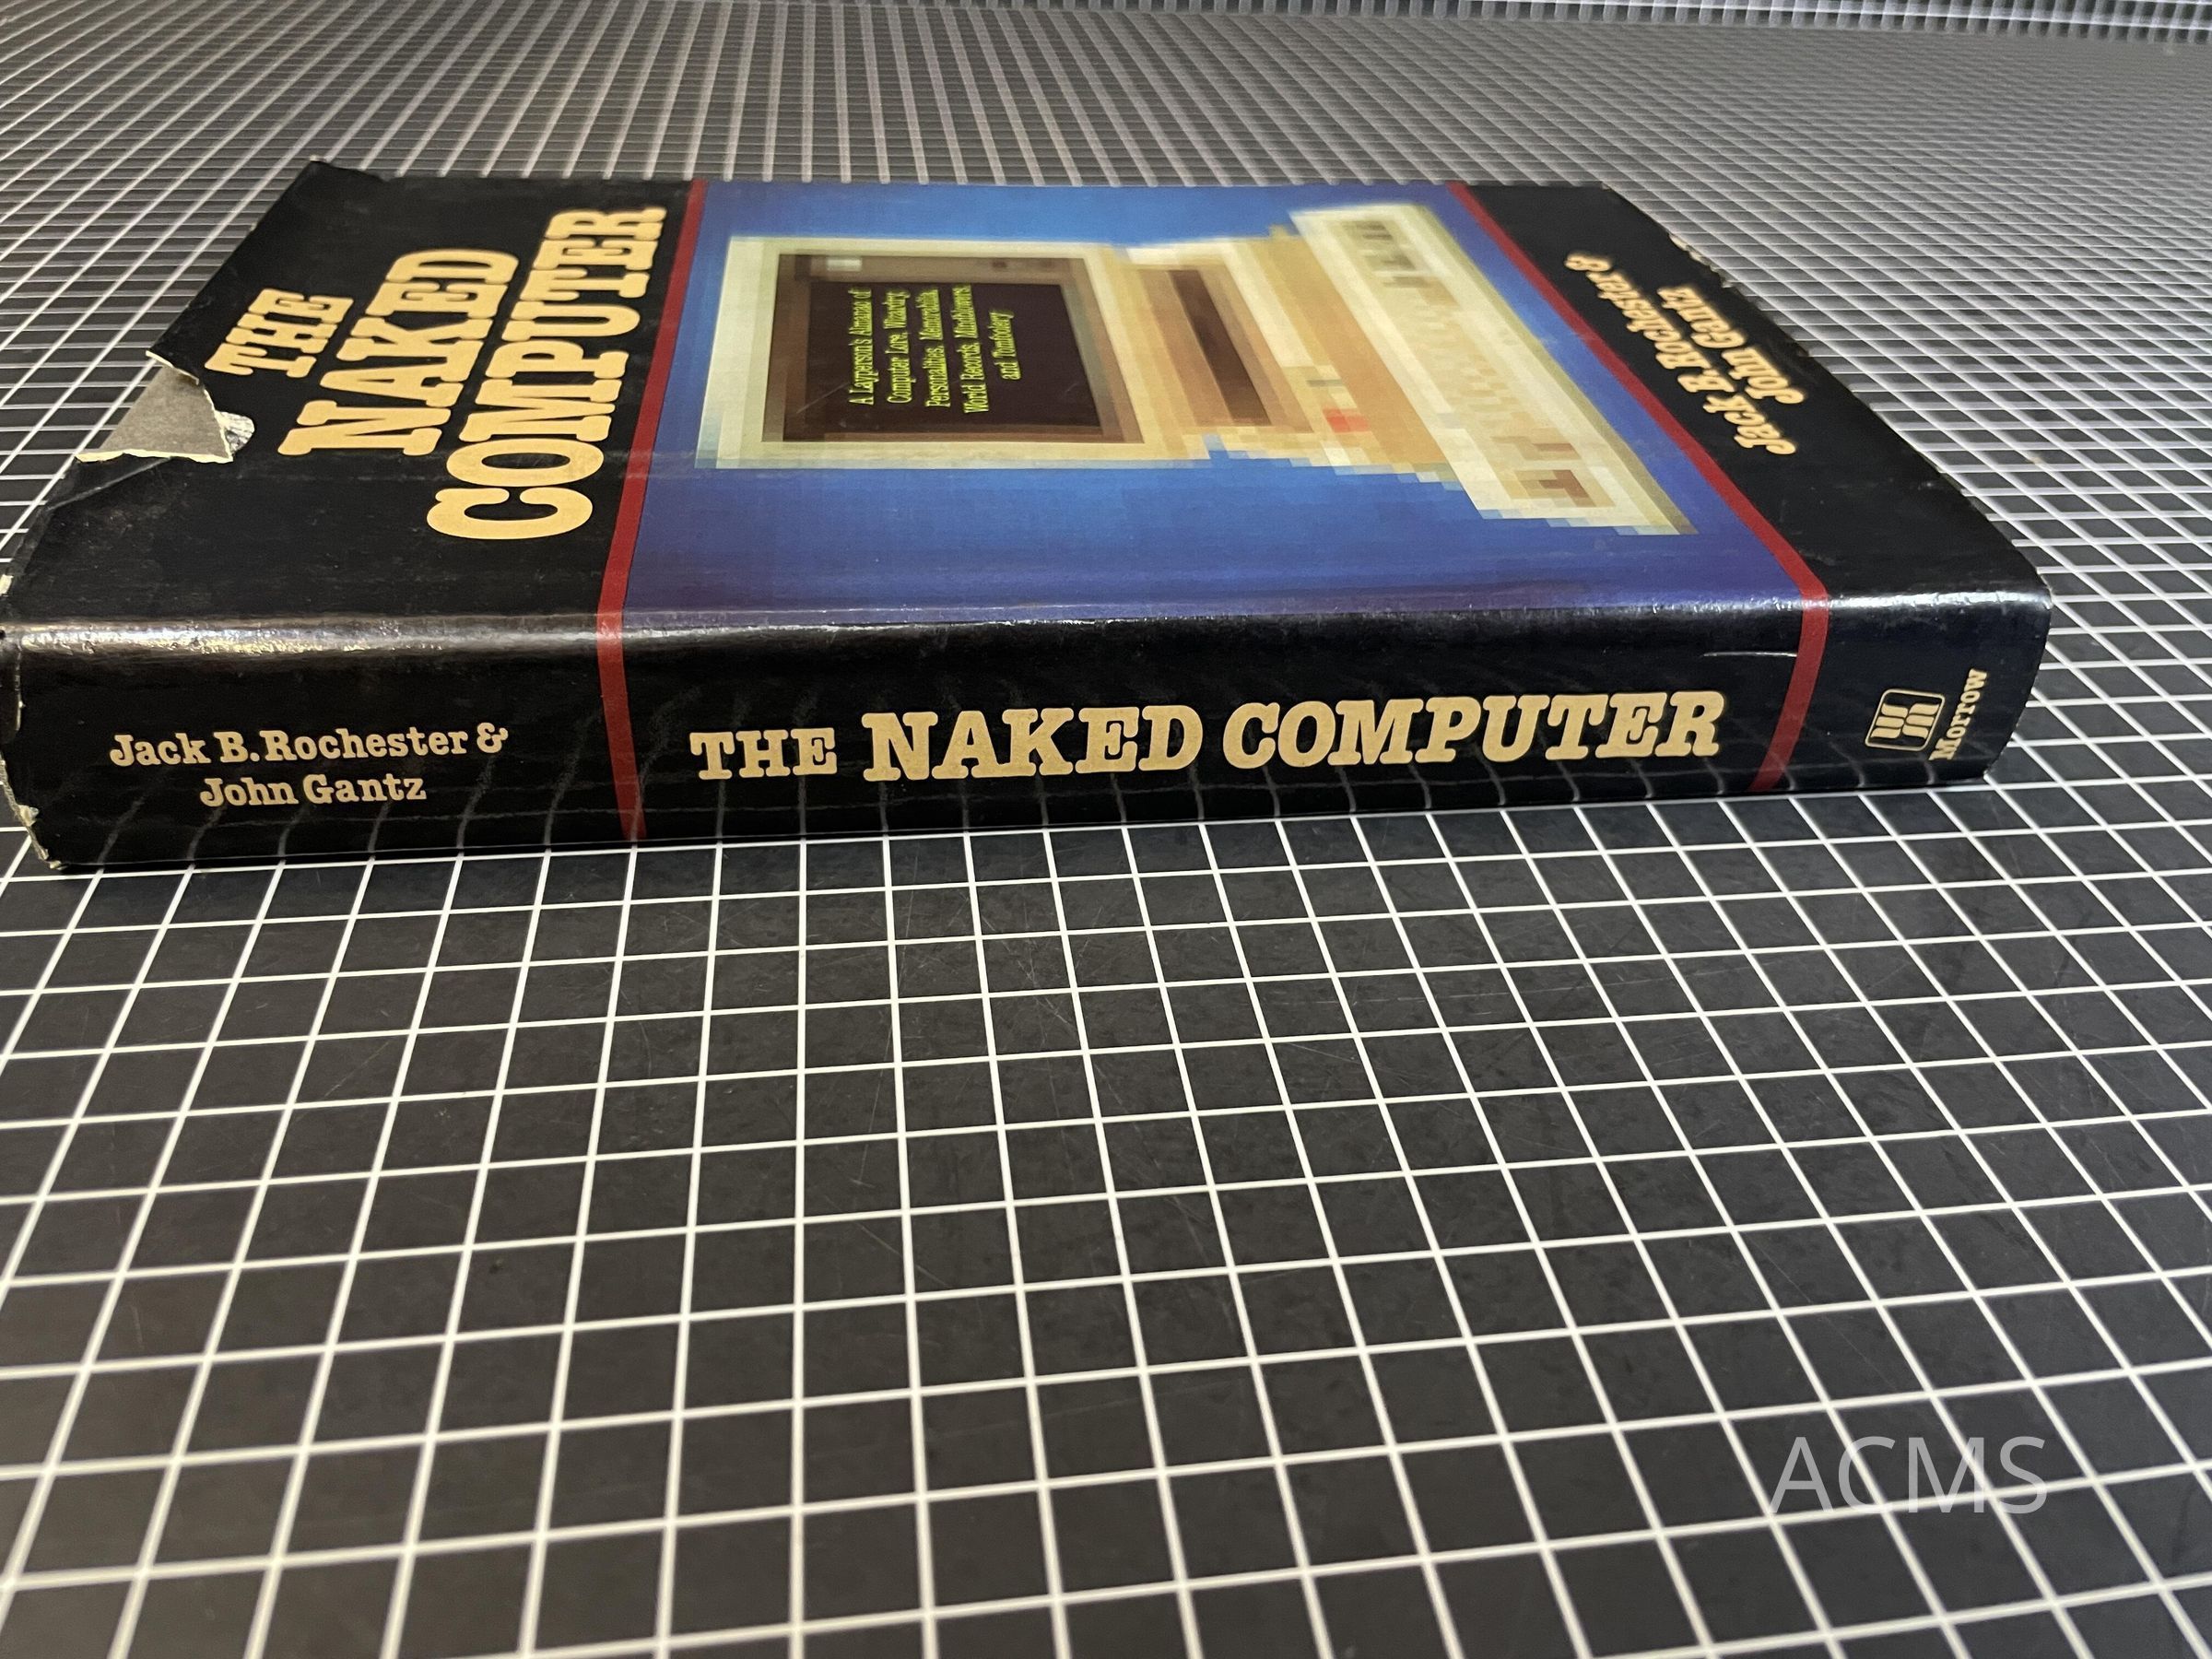 THE
NAKED
COMPUTER
A Layperson's Almanac of
Computer Lore, Wizardry,
Personalities, Memorabilia,
World Records, Mindblowers
and Tomfoolery
Jack B. Rochester &
John Gantz
Jack B. Rochester &
John Gantz
THE NAKED COMPUTER
Morrow
ACMS